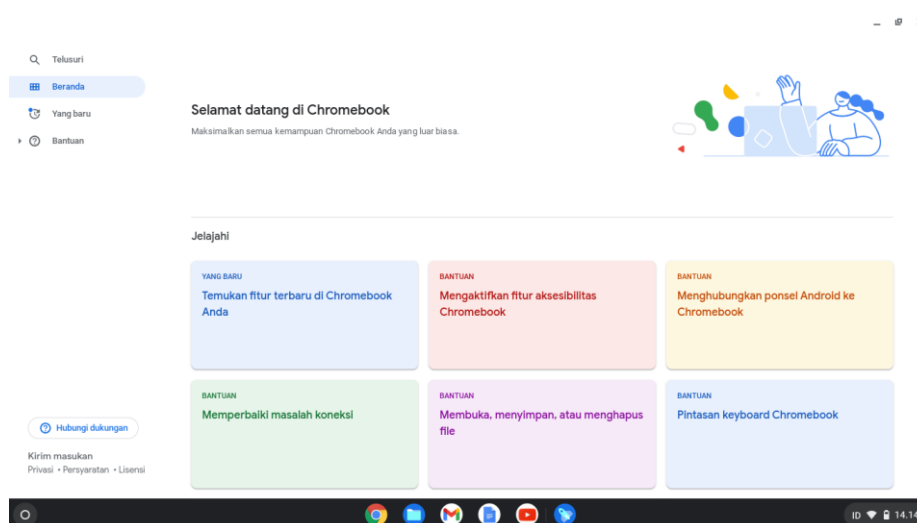 Telusuri
Beranda
Yang baru
Bantuan
Selamat datang di Chromebook
Maksimalkan semua kemampuan Chromebook Anda yang luar biasa.
Jelajahi
YANG BARU
Temukan fitur terbaru di Chromebook
Anda
BANTUAN
Mengaktifkan fitur aksesibilitas
Chromebook
BANTUAN
Menghubungkan ponsel Android ke
Chromebook
BANTUAN
Memperbaiki masalah koneksi
BANTUAN
Membuka, menyimpan, atau menghapus
file
BANTUAN
Pintasan keyboard Chromebook
Hubungi dukungan
Kirim masukan
Privasi • Persyaratan • Lisensi
ID 14.14